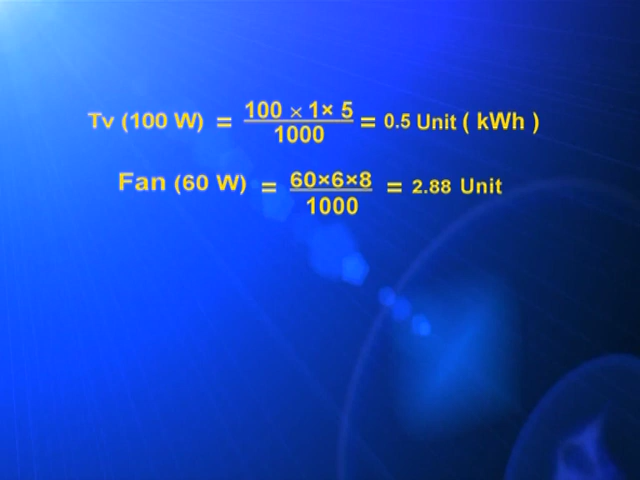 Tv (100 W) = 100 × 1× 5 / 1000 = 0.5 Unit ( kWh )
Fan (60 W) = 60×6×8 / 1000 = 2.88 Unit